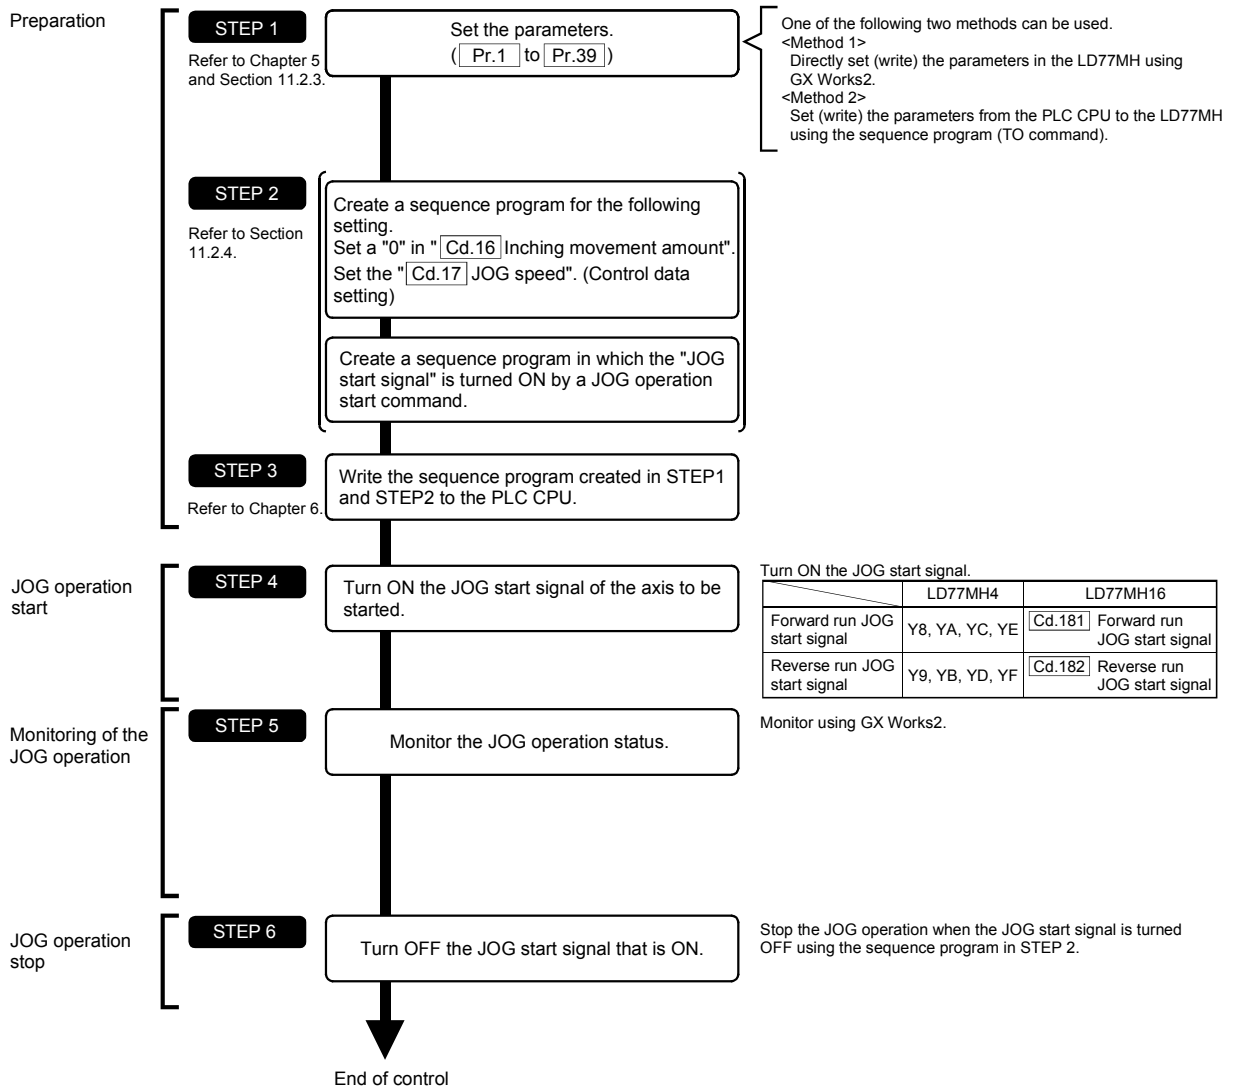 Preparation
STEP 1
Refer to Chapter 5
and Section 11.2.3.
Set the parameters.
( Pr.1 to Pr.39 )
One of the following two methods can be used.
<Method 1>
Directly set (write) the parameters in the LD77MH using
GX Works2.
<Method 2>
Set (write) the parameters from the PLC CPU to the LD77MH
using the sequence program (TO command).
STEP 2
Refer to Section
11.2.4.
Create a sequence program for the following
setting.
Set a "0" in " Cd.16 Inching movement amount".
Set the " Cd.17 JOG speed". (Control data
setting)
Create a sequence program in which the "JOG
start signal" is turned ON by a JOG operation
start command.
STEP 3
Refer to Chapter 6.
Write the sequence program created in STEP1
and STEP2 to the PLC CPU.
JOG operation
start
STEP 4
Turn ON the JOG start signal of the axis to be
started.
Turn ON the JOG start signal.
LD77MH4 LD77MH16
Forward run JOG
start signal
Y8, YA, YC, YE
Cd.181 Forward run
JOG start signal
Reverse run JOG
start signal
Y9, YB, YD, YF
Cd.182 Reverse run
JOG start signal
Monitoring of the
JOG operation
STEP 5
Monitor the JOG operation status.
Monitor using GX Works2.
JOG operation
stop
STEP 6
Turn OFF the JOG start signal that is ON.
Stop the JOG operation when the JOG start signal is turned
OFF using the sequence program in STEP 2.
End of control